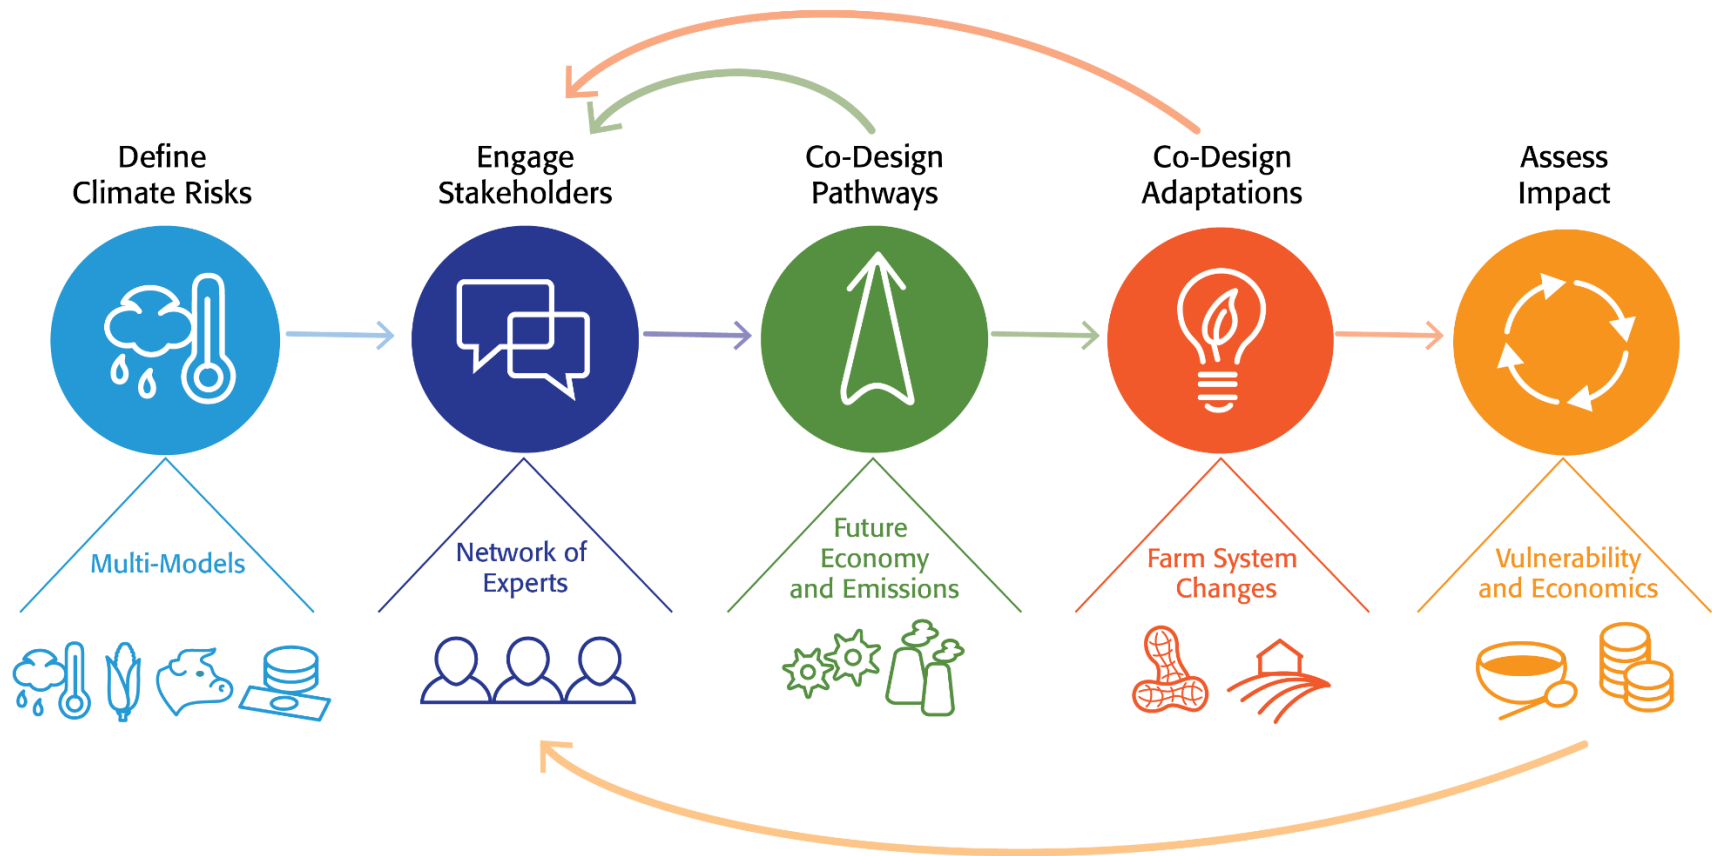 Define
Climate Risks
Engage
Stakeholders
Co-Design
Pathways
Co-Design
Adaptations
Assess
Impact
Multi-Models
Network of
Experts
Future
Economy
and Emissions
Farm System
Changes
Vulnerability
and Economics